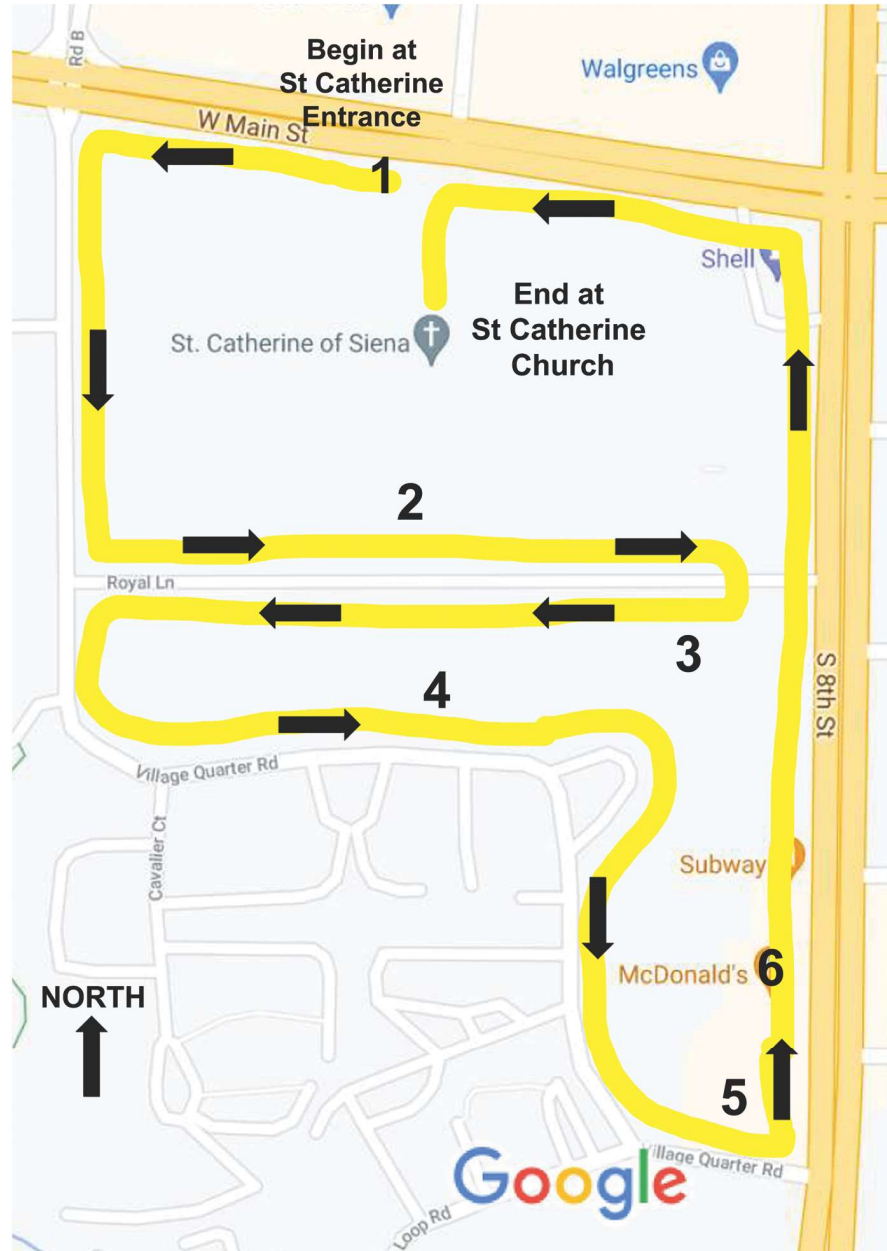 Rd B
Begin at
St Catherine
Entrance
Walgreens
W Main St
1
Shell
End at
St Catherine
Church
St. Catherine of Siena
2
Royal Ln
3
4
S 8th St
Village Quarter Rd
Cavalier Ct
Subway
McDonald's
6
NORTH
5
Google
Village Quarter Rd
Loop Rd